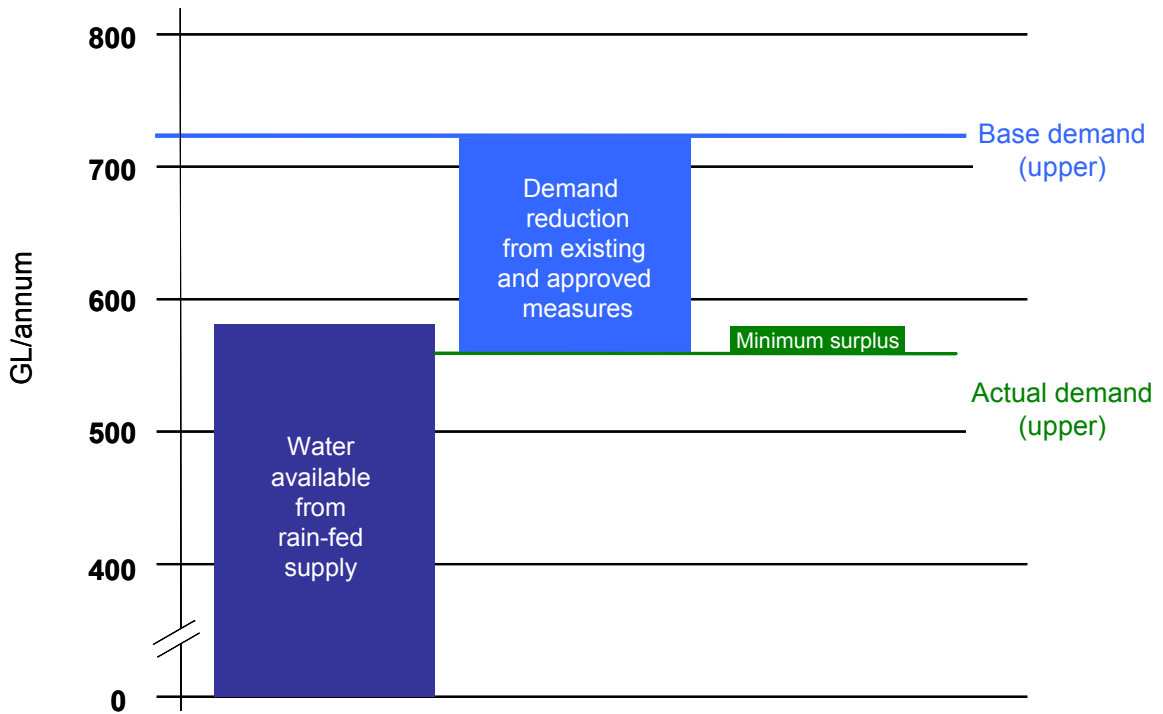 800
700
600
500
400
0
GL/annum
Base demand
(upper)
Demand
reduction
from existing
and approved
measures
Minimum surplus
Actual demand
(upper)
Water
available
from
rain-fed
supply